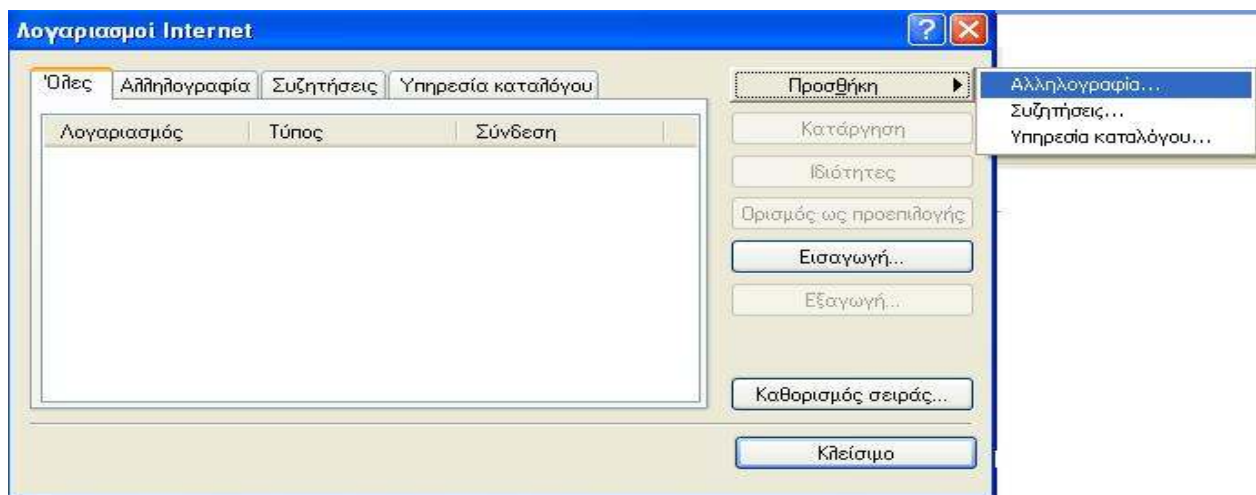 Λογαριασμοί Internet
Όλες Αλληλογραφία Συζητήσεις Υπηρεσία καταλόγου
Λογαριασμός Τύπος Σύνδεση
Προσθήκη
Κατάργηση
Ιδιότητες
Ορισμός ως προεπιλογής
Εισαγωγή...
Εξαγωγή...
Καθορισμός σειράς...
Κλείσιμο
Αλληλογραφία...
Συζητήσεις...
Υπηρεσία καταλόγου...